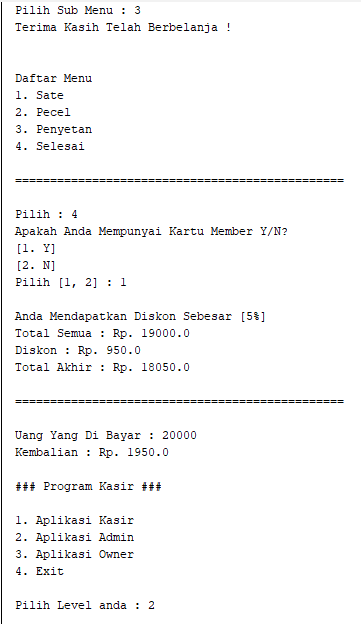 Pilih Sub Menu : 3
Terima Kasih Telah Berbelanja !
Daftar Menu
1. Sate
2. Pecel
3. Penyetan
4. Selesai
===============================================
Pilih : 4
Apakah Anda Mempunyai Kartu Member Y/N?
[1. Y]
[2. N]
Pilih [1, 2] : 1
Anda Mendapatkan Diskon Sebesar [5%]
Total Semua : Rp. 19000.0
Diskon : Rp. 950.0
Total Akhir : Rp. 18050.0
===============================================
Uang Yang Di Bayar : 20000
Kembalian : Rp. 1950.0
### Program Kasir ###
1. Aplikasi Kasir
2. Aplikasi Admin
3. Aplikasi Owner
4. Exit
Pilih Level anda : 2